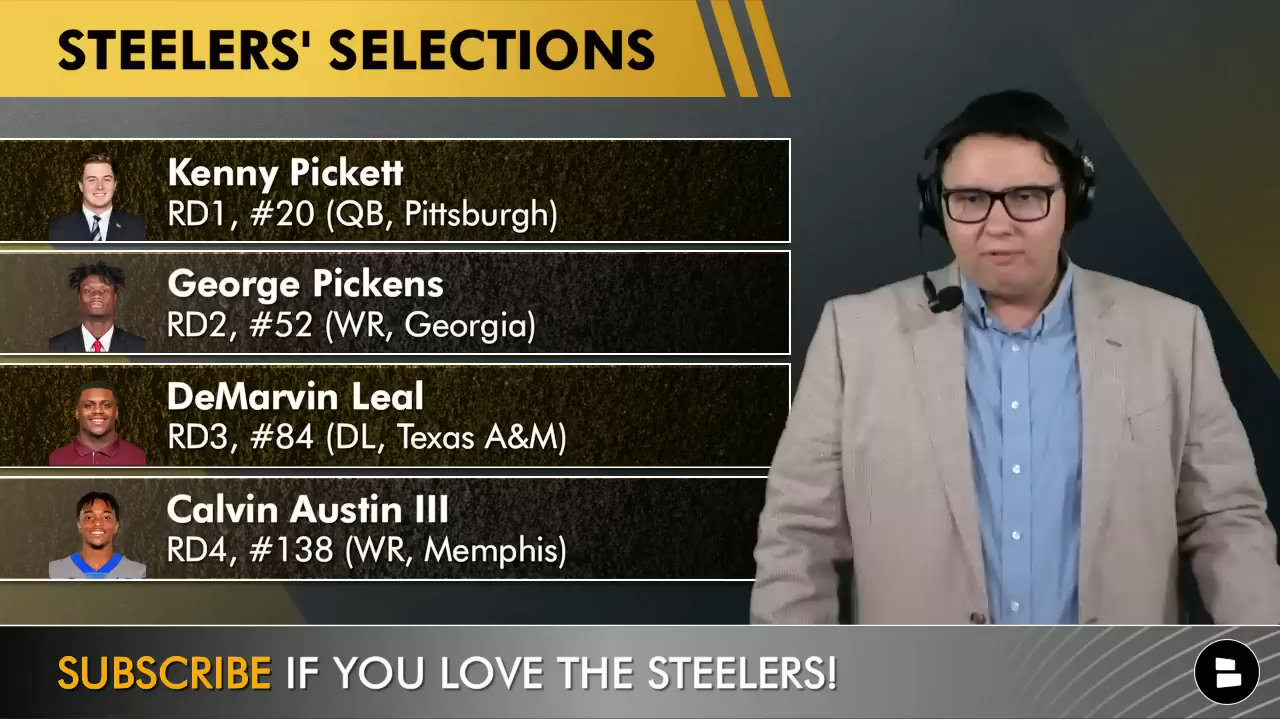 STEELERS' SELECTIONS
Kenny Pickett
RD1, #20 (QB, Pittsburgh)
George Pickens
RD2, #52 (WR, Georgia)
DeMarvin Leal
RD3, #84 (DL, Texas A&M)
Calvin Austin III
RD4, #138 (WR, Memphis)
SUBSCRIBE IF YOU LOVE THE STEELERS!